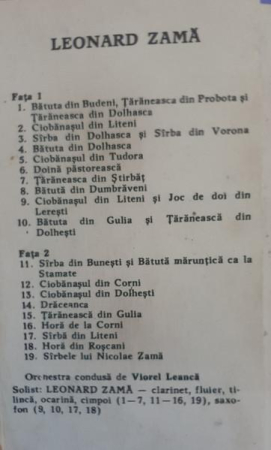 LEONARD ZAMĂ
Fața 1
1. Bătuta din Budeni, Țărăneasca din Probota și
Țărăneasca din Dolhasca
2. Ciobănașul din Liteni
3. Sîrba din Dolhasca și Sîrba din Vorona
4. Bătuta din Dolhasca
5. Ciobănașul din Tudora
6. Doină păstorească
7. Țărăneasca din Știrbăț
8. Bătută din Dumbrăveni
9. Ciobănașul din Liteni și Joc de doi din
Lerești
10. Bătuta din Gulia și Țărănească din
Dolhești
Fața 2
11. Sîrba din Bunești și Bătută măruntică ca la
Stamate
12. Ciobănașul din Corni
13. Ciobănașul din Dolhești
14. Drăceanca
15. Țărănească din Gulia
16. Horă de la Corni
17. Sîrbă din Liteni
18. Horă din Roșcani
19. Sîrbele lui Nicolae Zamă
Orchestra condusă de Viorel Leancă
Solist: LEONARD ZAMĂ — clarinet, fluier, ti-
lincă, ocarină, cimpoi (1—7, 11—16, 19), saxo-
fon (9, 10, 17, 18)